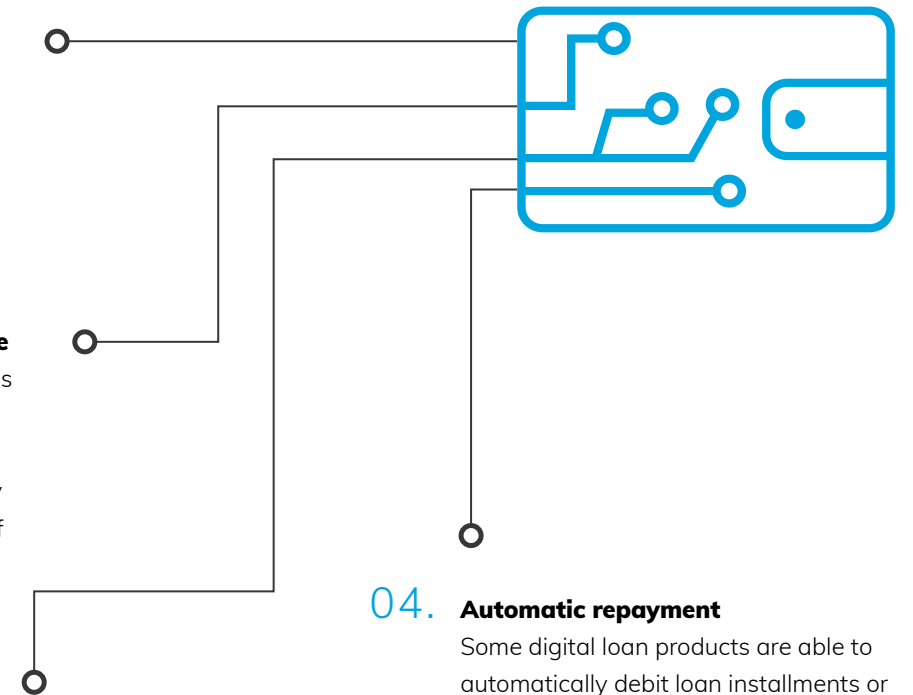 04. Automatic repayment
Some digital loan products are able to
automatically debit loan installments or